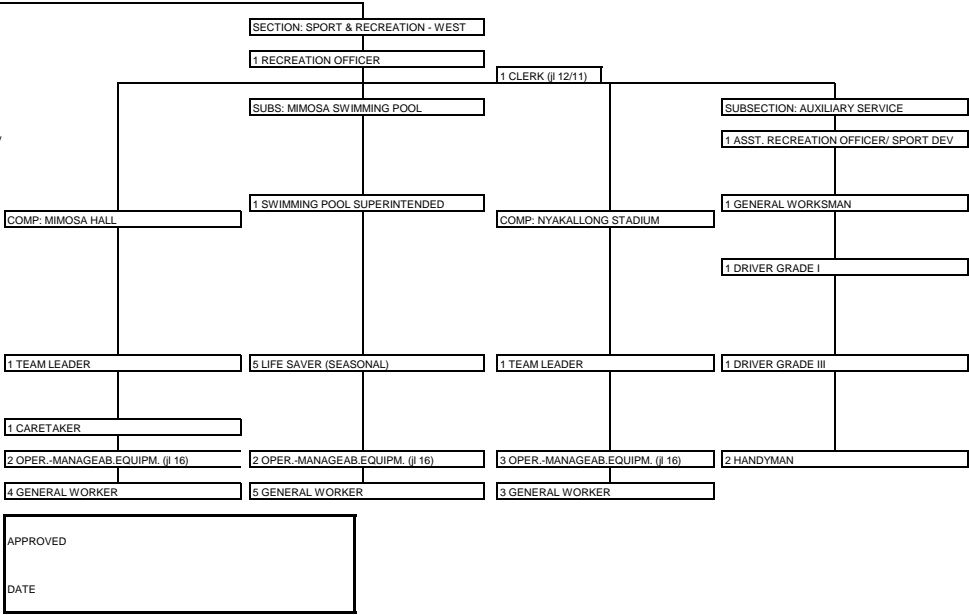 SECTION: SPORT & RECREATION - WEST
1 RECREATION OFFICER
1 CLERK (jl 12/11)
SUBS: MIMOSA SWIMMING POOL
SUBSECTION: AUXILIARY SERVICE
1 ASST. RECREATION OFFICER/ SPORT DEV
1 SWIMMING POOL SUPERINTENDED
1 GENERAL WORKSMAN
COMP: MIMOSA HALL
COMP: NYAKALLONG STADIUM
1 DRIVER GRADE I
1 TEAM LEADER
5 LIFE SAVER (SEASONAL)
1 TEAM LEADER
1 DRIVER GRADE III
1 CARETAKER
2 OPER.-MANAGEAB.EQUIPM. (jl 16)
2 OPER.-MANAGEAB.EQUIPM. (jl 16)
3 OPER.-MANAGEAB.EQUIPM. (jl 16)
2 HANDYMAN
4 GENERAL WORKER
5 GENERAL WORKER
3 GENERAL WORKER
APPROVED
DATE